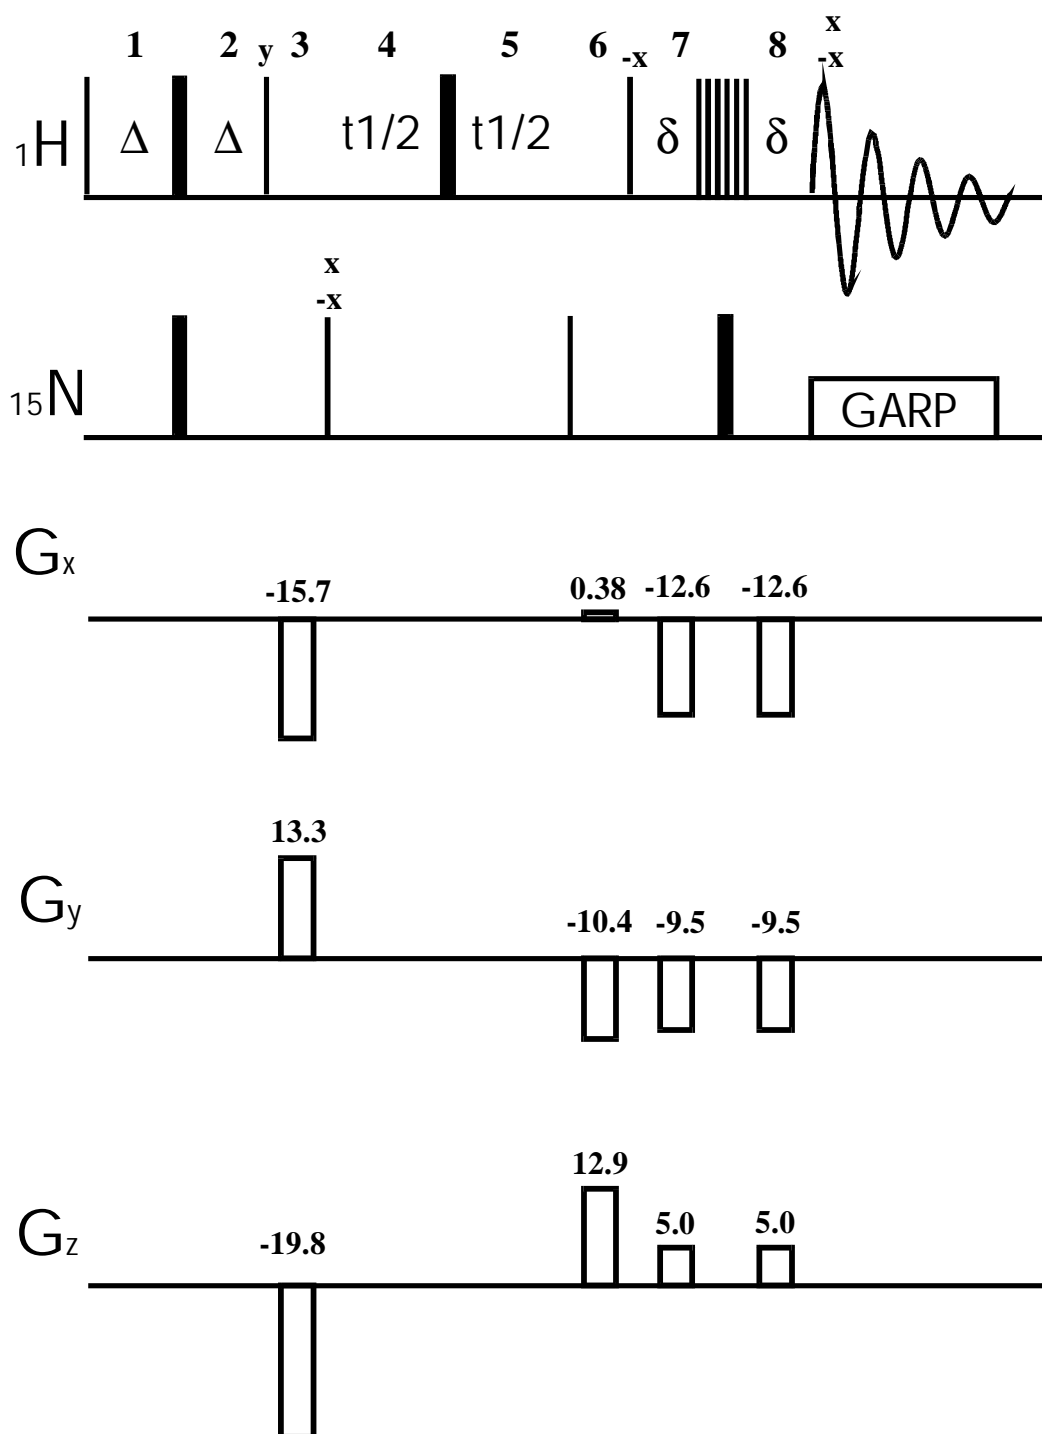 x
1 2 y 3 4 5 6 -x 7 8 -x
1H Δ Δ t1/2 t1/2 δ δ
x
-x
15N GARP
Gx
-15.7 0.38 -12.6 -12.6
13.3
Gy
-10.4 -9.5 -9.5
12.9
Gz
-19.8 5.0 5.0